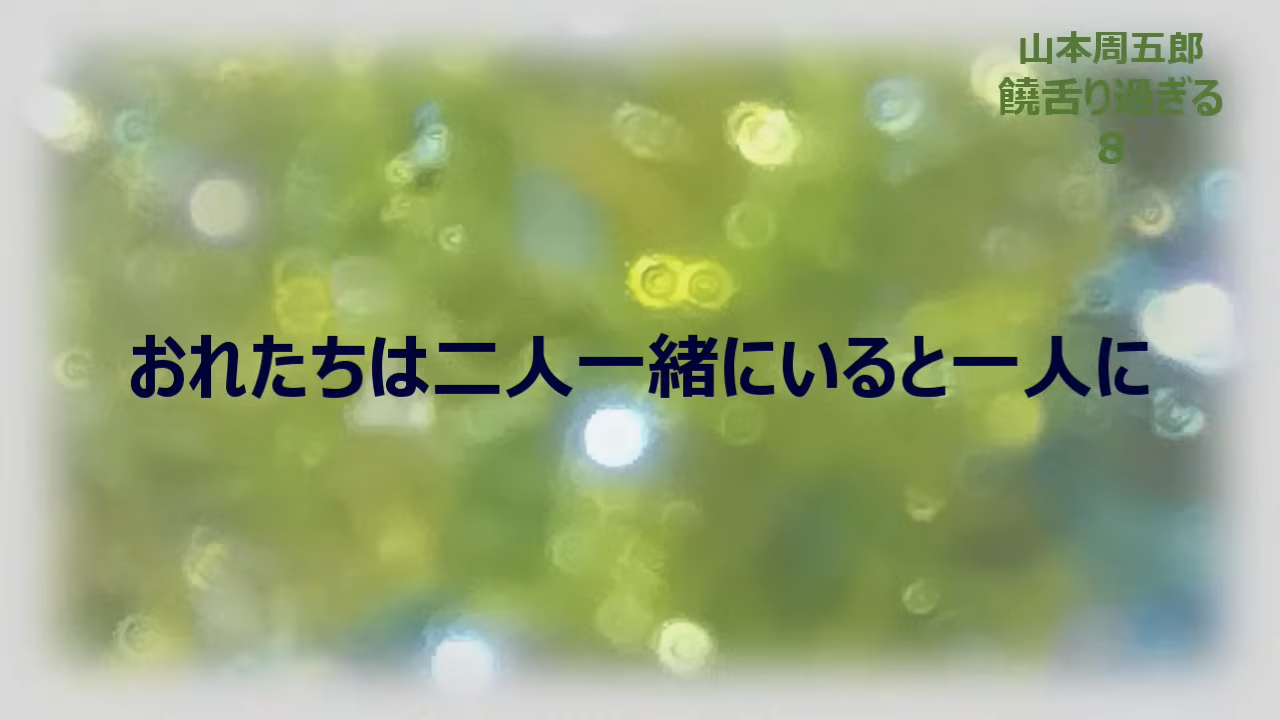 山本周五郎
饒舌り過ぎる
８
おれたちは二人一緒にいると一人に